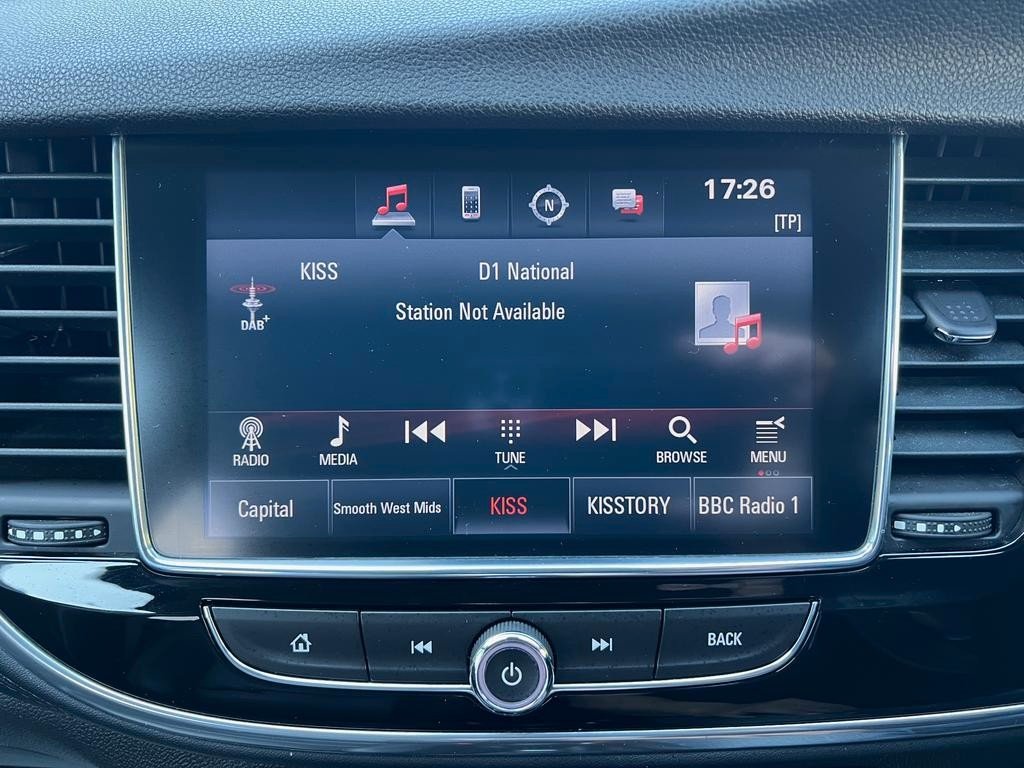 17:26
[TP]
N
KISS D1 National
Station Not Available
DAB+
RADIO MEDIA TUNE BROWSE MENU
Capital Smooth West Mids KISS KISSTORY BBC Radio 1
BACK